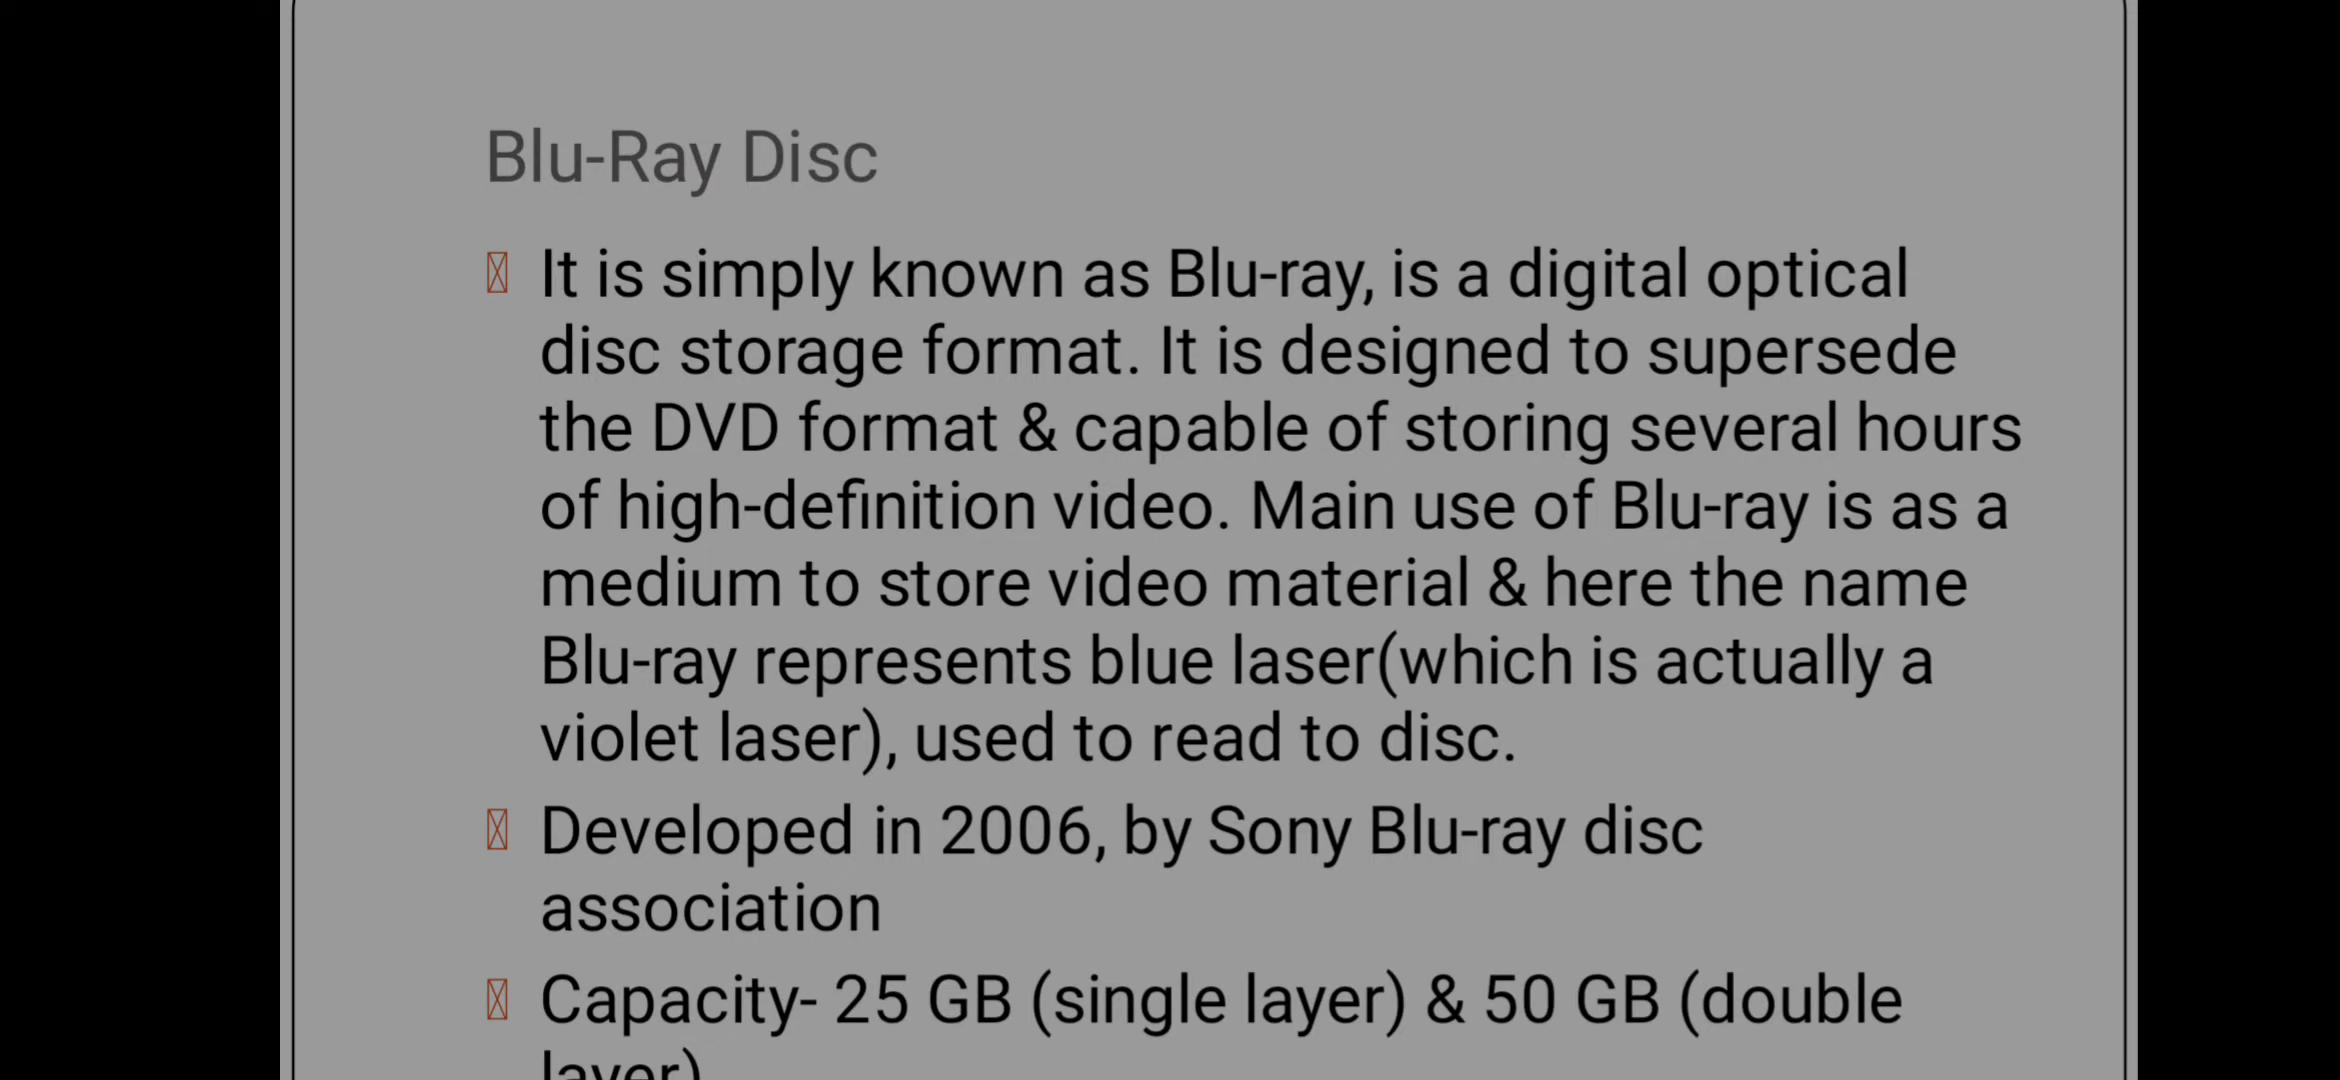 Blu-Ray Disc
It is simply known as Blu-ray, is a digital optical
disc storage format. It is designed to supersede
the DVD format & capable of storing several hours
of high-definition video. Main use of Blu-ray is as a
medium to store video material & here the name
Blu-ray represents blue laser(which is actually a
violet laser), used to read to disc.
Developed in 2006, by Sony Blu-ray disc
association
Capacity- 25 GB (single layer) & 50 GB (double
layer)